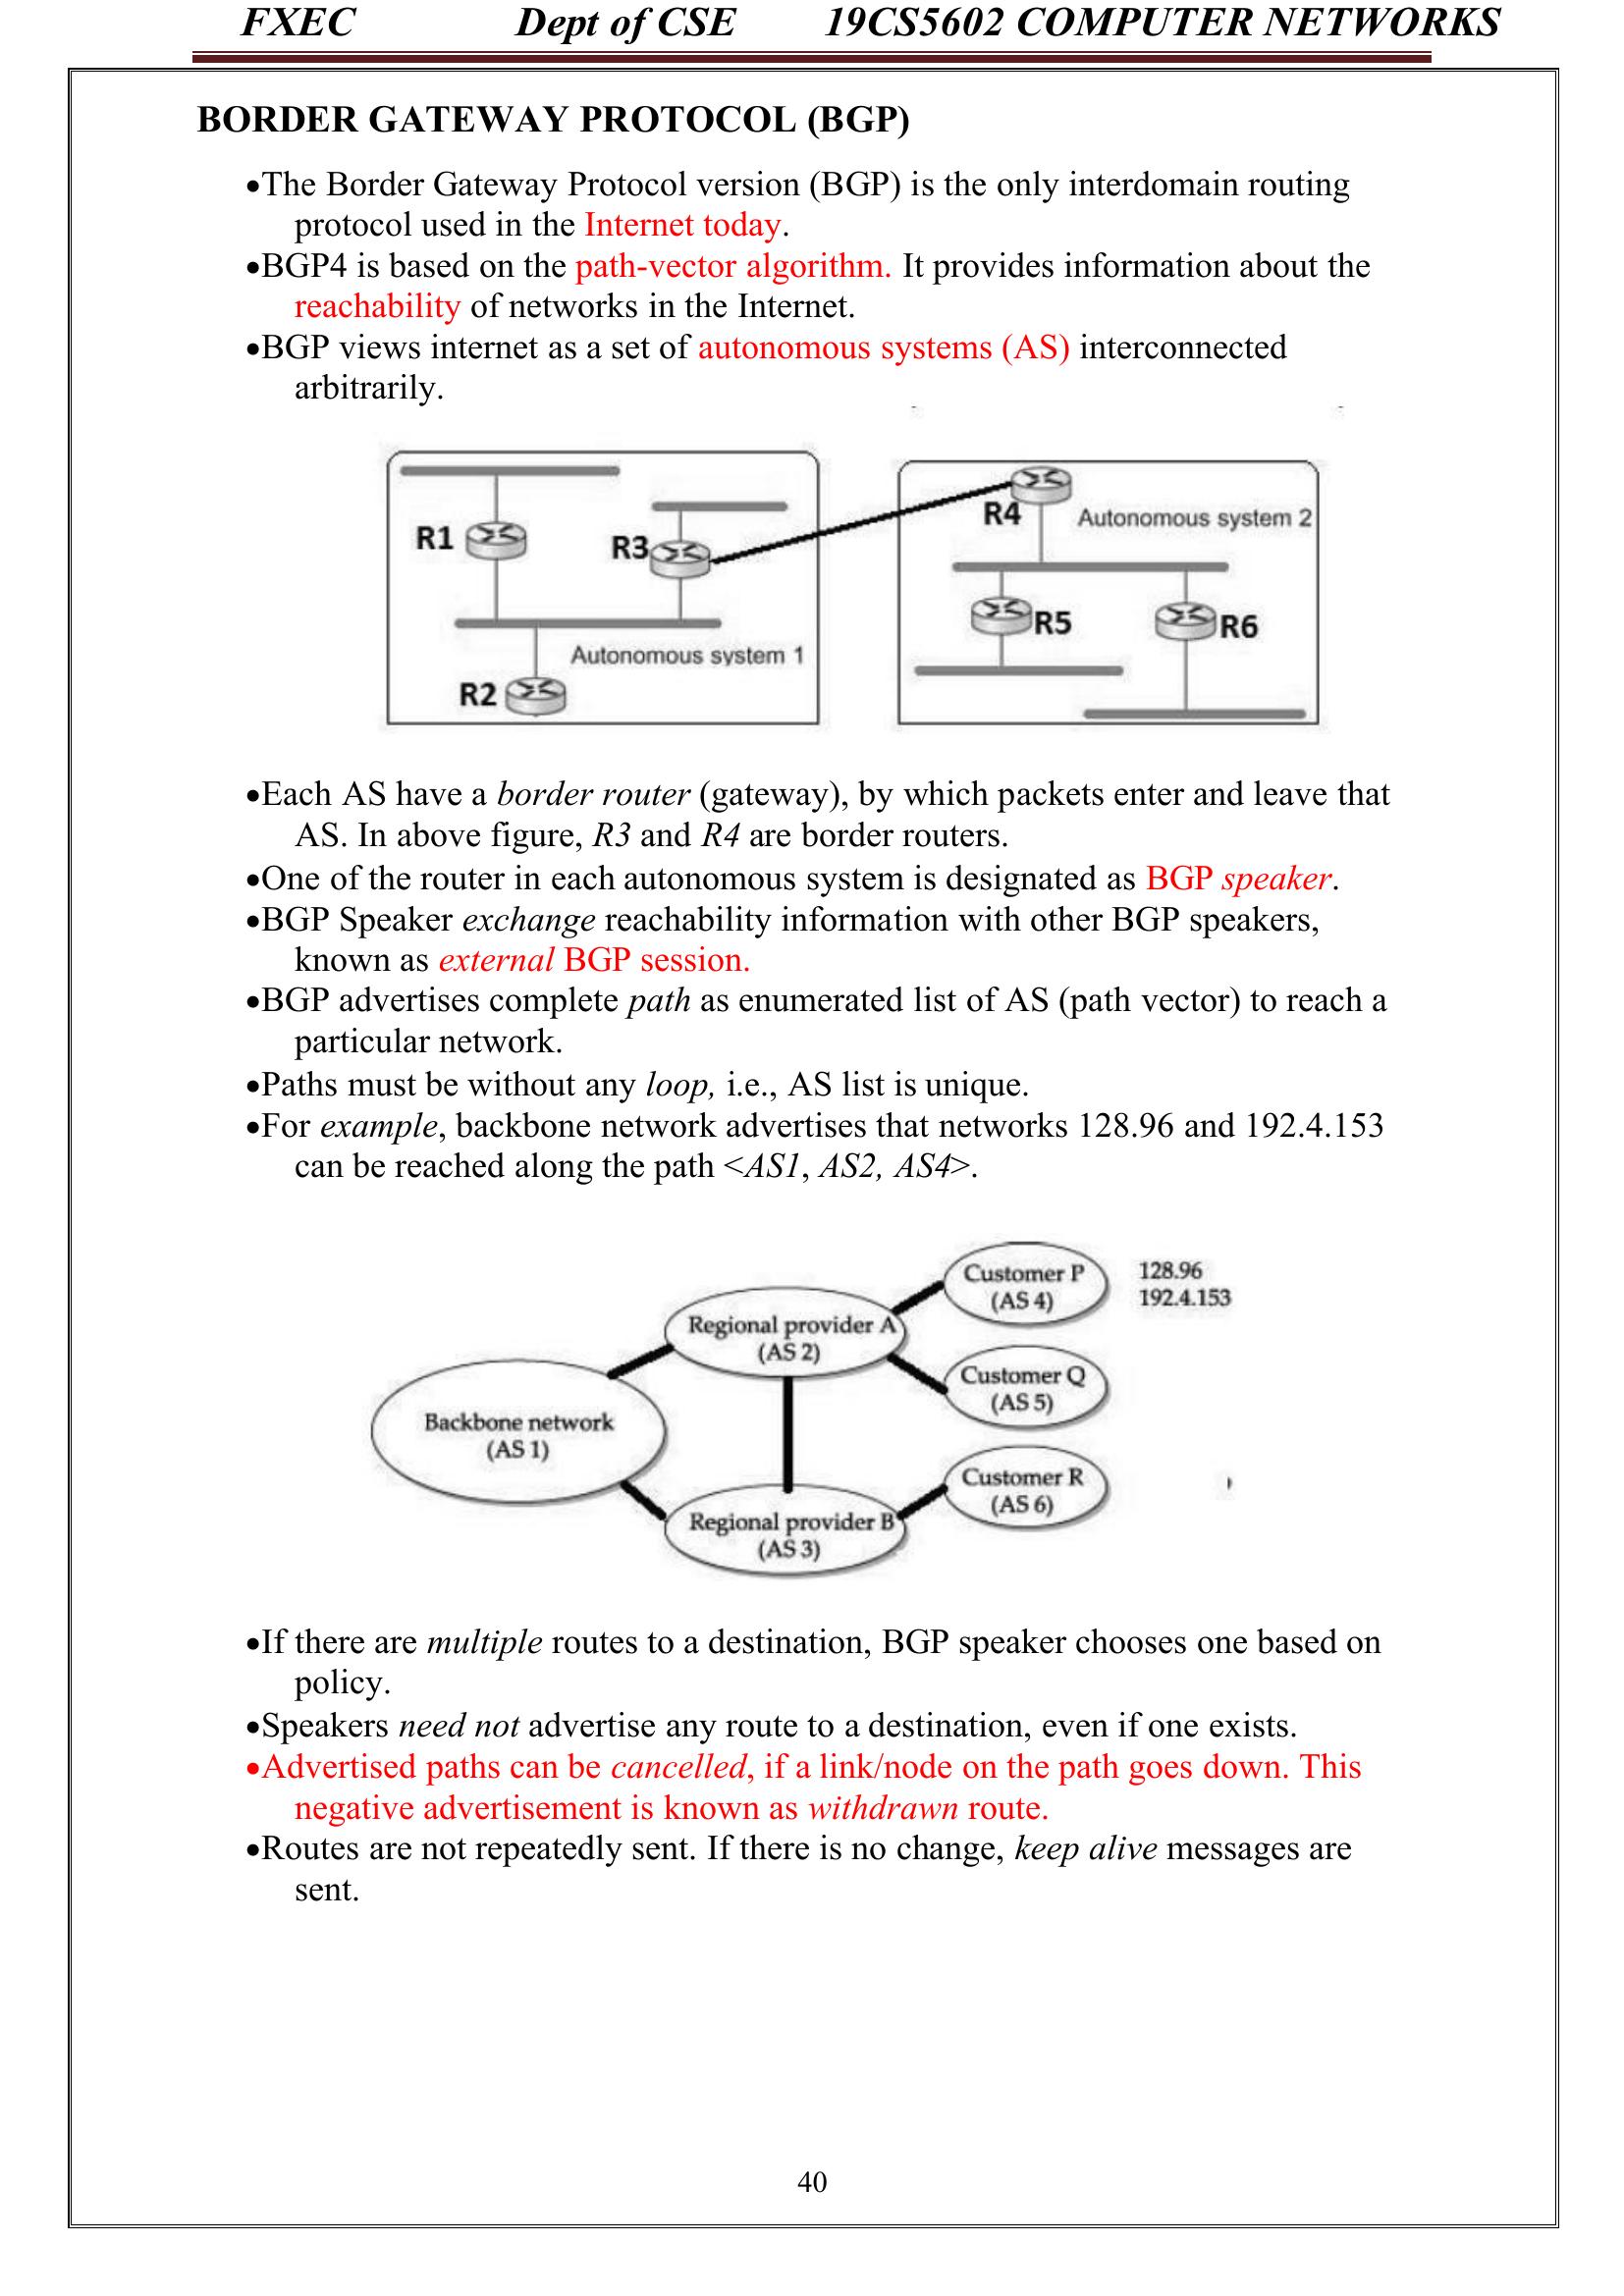 FXEC Dept of CSE 19CS5602 COMPUTER NETWORKS
BORDER GATEWAY PROTOCOL (BGP)
•The Border Gateway Protocol version (BGP) is the only interdomain routing
protocol used in the Internet today.
•BGP4 is based on the path-vector algorithm. It provides information about the
reachability of networks in the Internet.
•BGP views internet as a set of autonomous systems (AS) interconnected
arbitrarily.
R1
R3
Autonomous system 1
R2
R4
Autonomous system 2
R5
R6
•Each AS have a border router (gateway), by which packets enter and leave that
AS. In above figure, R3 and R4 are border routers.
•One of the router in each autonomous system is designated as BGP speaker.
•BGP Speaker exchange reachability information with other BGP speakers,
known as external BGP session.
•BGP advertises complete path as enumerated list of AS (path vector) to reach a
particular network.
•Paths must be without any loop, i.e., AS list is unique.
•For example, backbone network advertises that networks 128.96 and 192.4.153
can be reached along the path <AS1, AS2, AS4>.
Backbone network
(AS 1)
Regional provider A
(AS 2)
Regional provider B
(AS 3)
Customer P
(AS 4)
128.96
192.4.153
Customer Q
(AS 5)
Customer R
(AS 6)
•If there are multiple routes to a destination, BGP speaker chooses one based on
policy.
•Speakers need not advertise any route to a destination, even if one exists.
•Advertised paths can be cancelled, if a link/node on the path goes down. This
negative advertisement is known as withdrawn route.
•Routes are not repeatedly sent. If there is no change, keep alive messages are
sent.
40